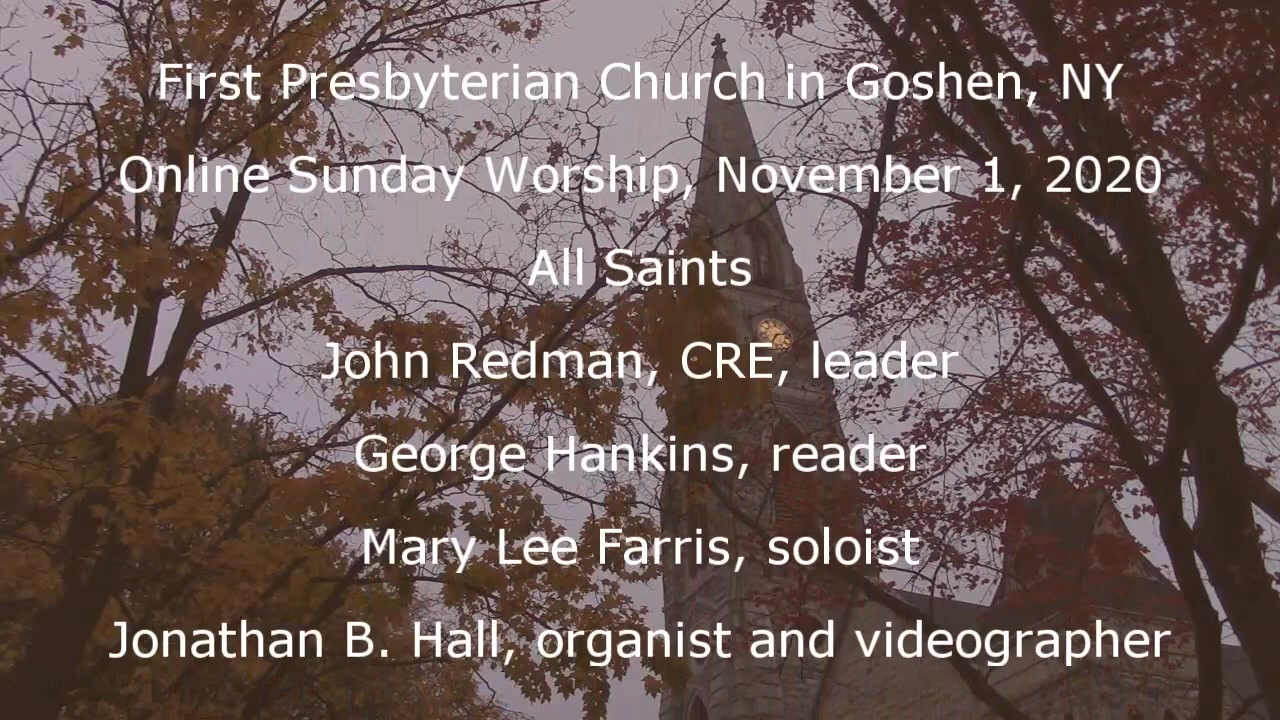 First Presbyterian Church in Goshen, NY
Online Sunday Worship, November 1, 2020
All Saints
John Redman, CRE, leader
George Hankins, reader
Mary Lee Farris, soloist
Jonathan B. Hall, organist and videographer